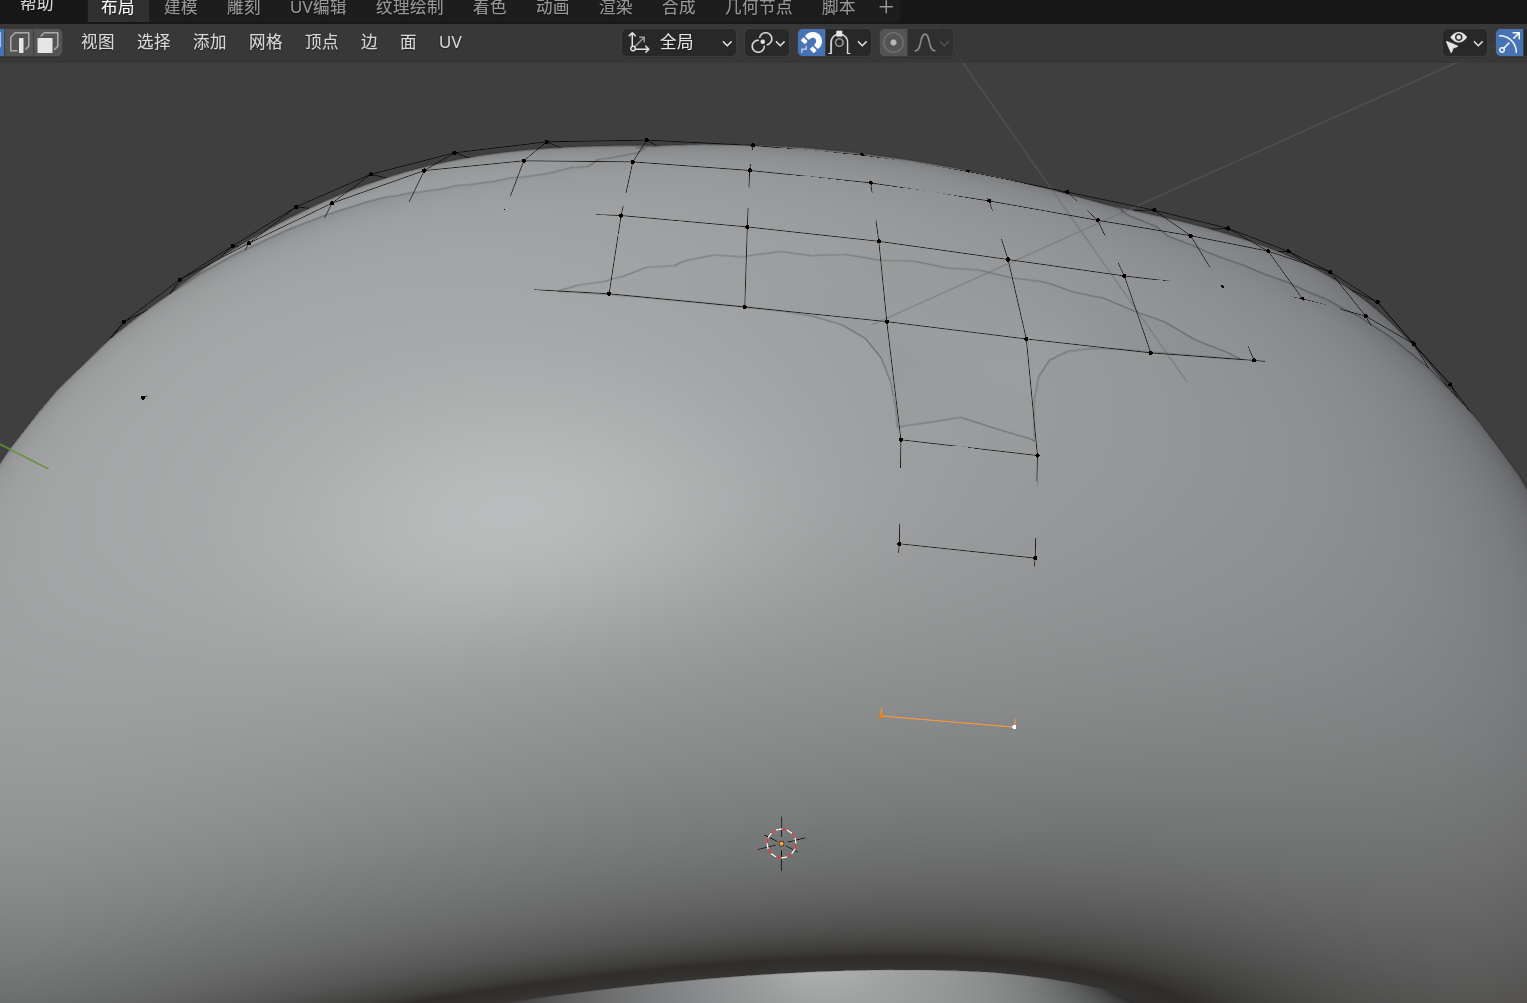 帮助 布局 建模 雕刻 UV编辑 纹理绘制 着色 动画 渲染 合成 几何节点 脚本 +
视图 选择 添加 网格 顶点 边 面 UV 全局